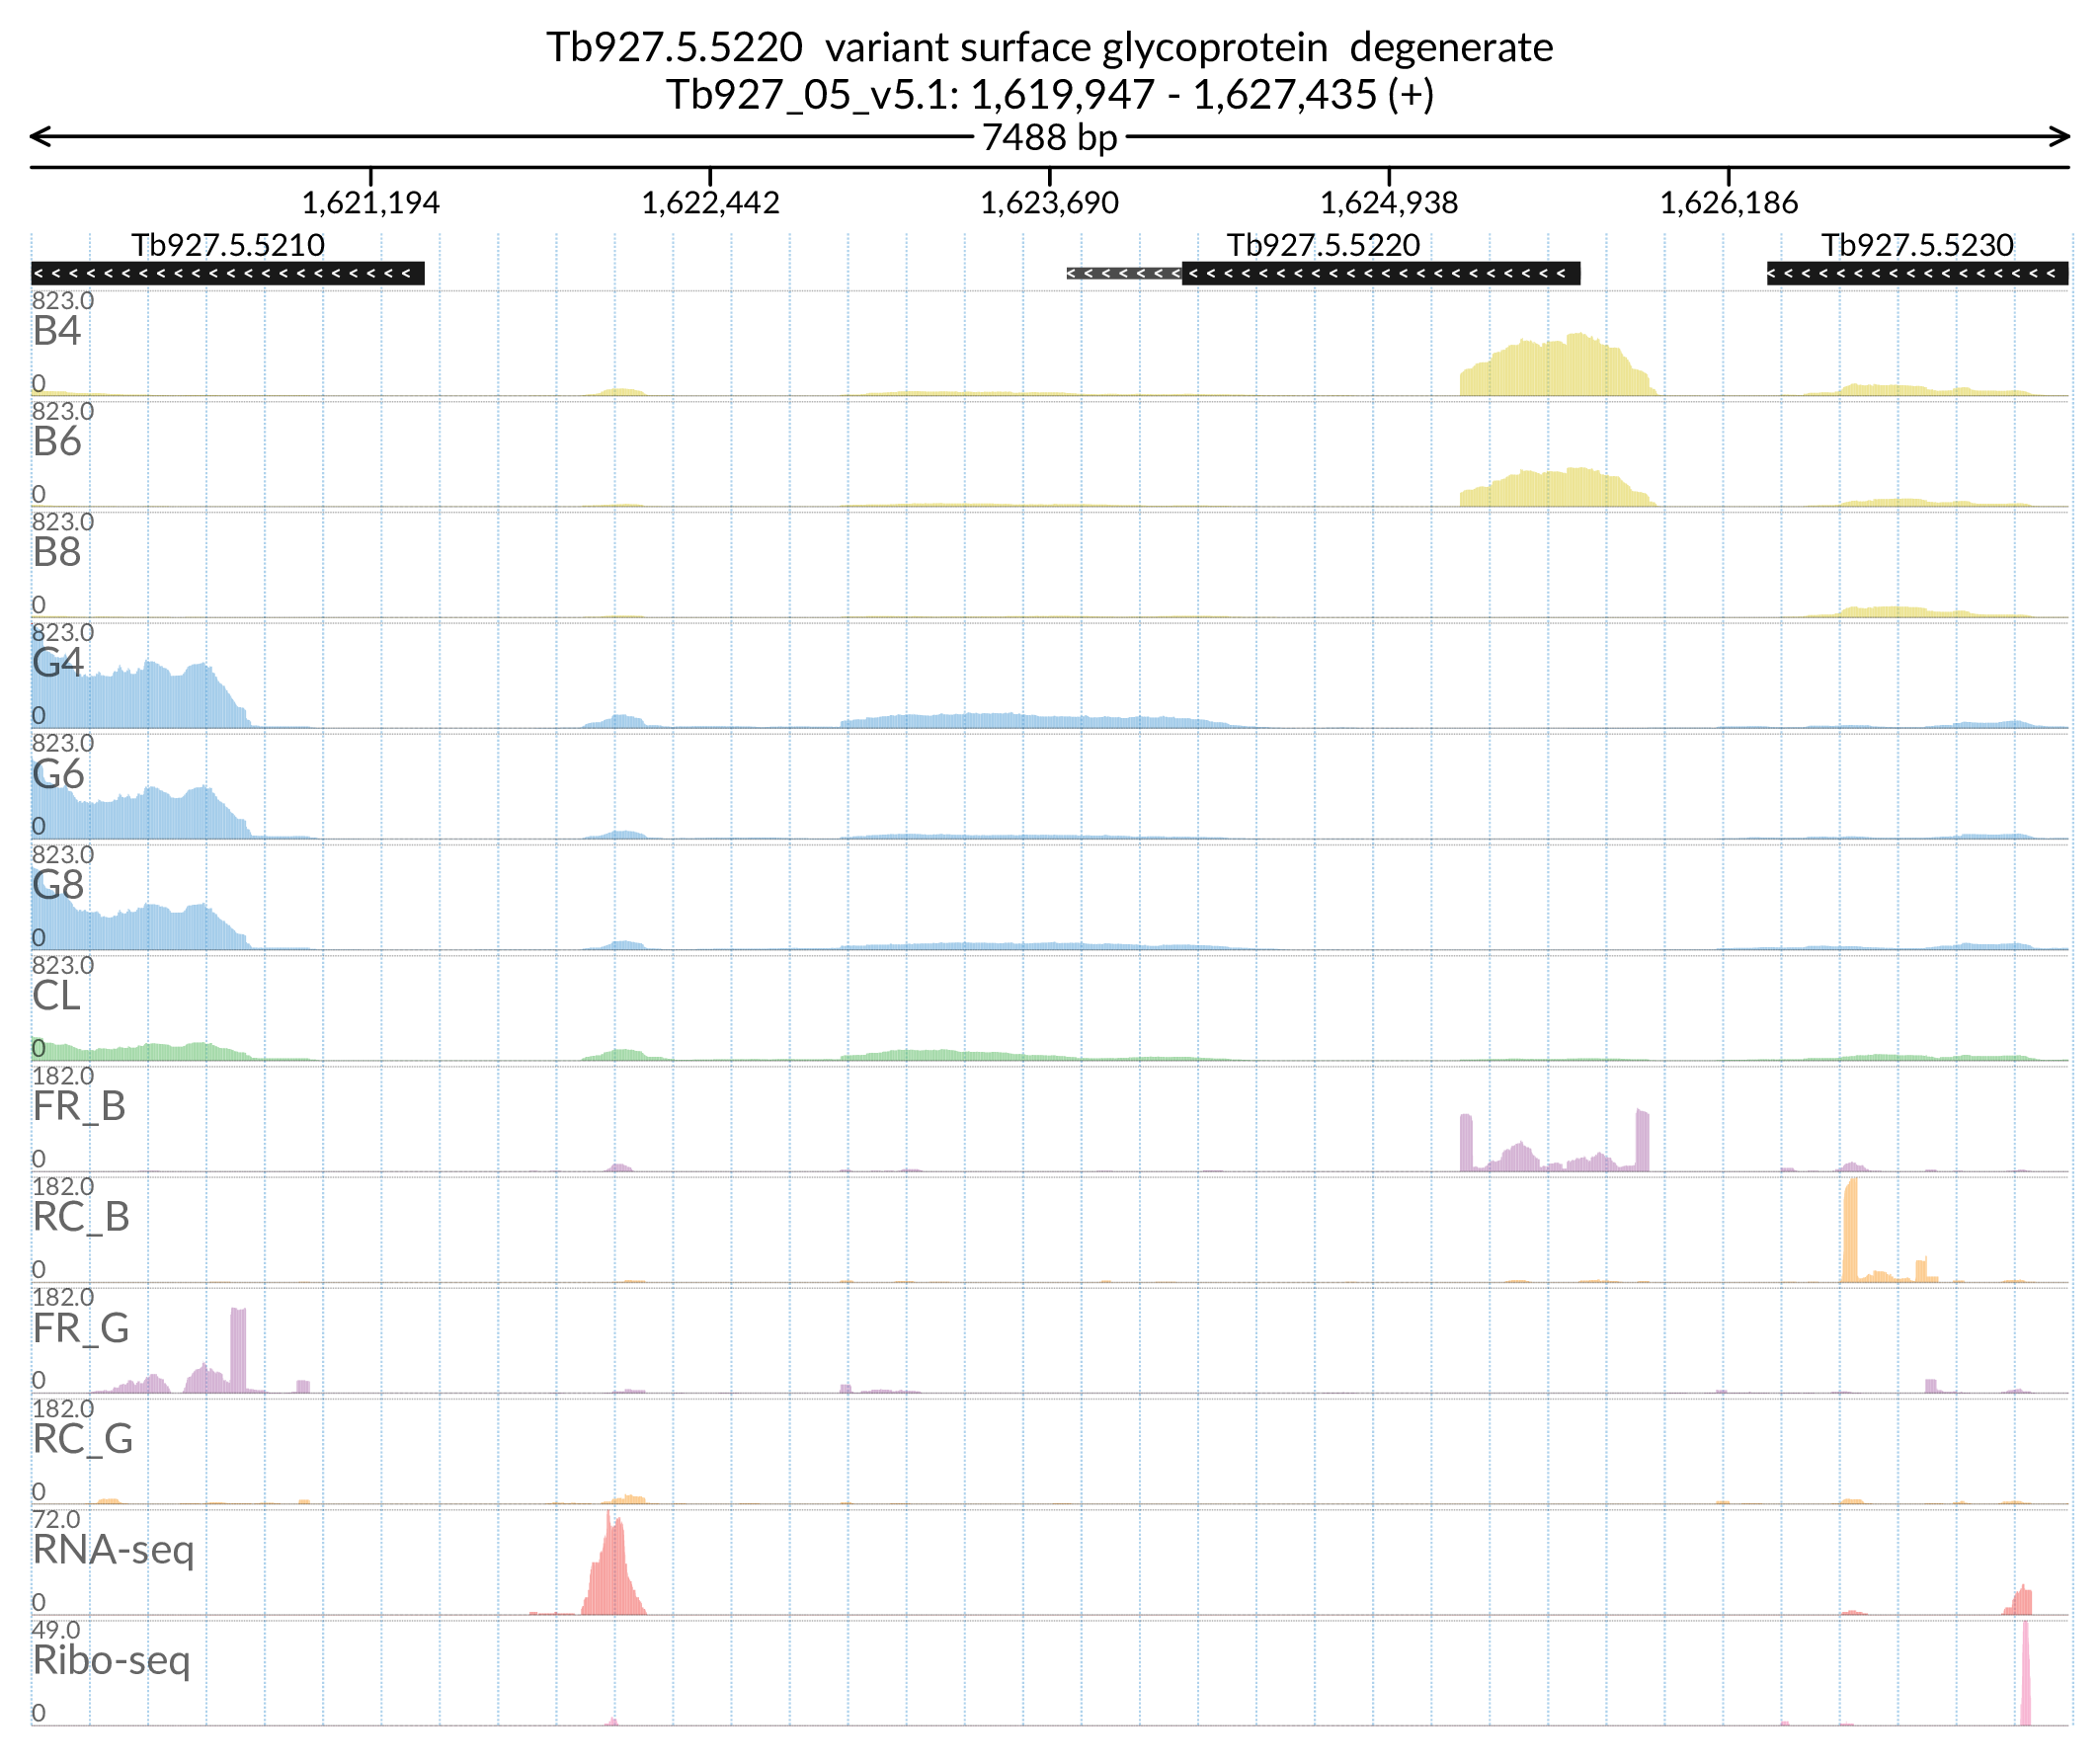 Tb927.5.5220 variant surface glycoprotein degenerate
Tb927_05_v5.1: 1,619,947 - 1,627,435 (+)
7488 bp
1,621,194 1,622,442 1,623,690 1,624,938 1,626,186
Tb927.5.5210 Tb927.5.5220 Tb927.5.5230
823.0
B4
0
823.0
B6
0
823.0
B8
0
823.0
G4
0
823.0
G6
0
823.0
G8
0
823.0
CL
0
182.0
FR_B
0
182.0
RC_B
0
182.0
FR_G
0
182.0
RC_G
0
72.0
RNA-seq
0
49.0
Ribo-seq
0